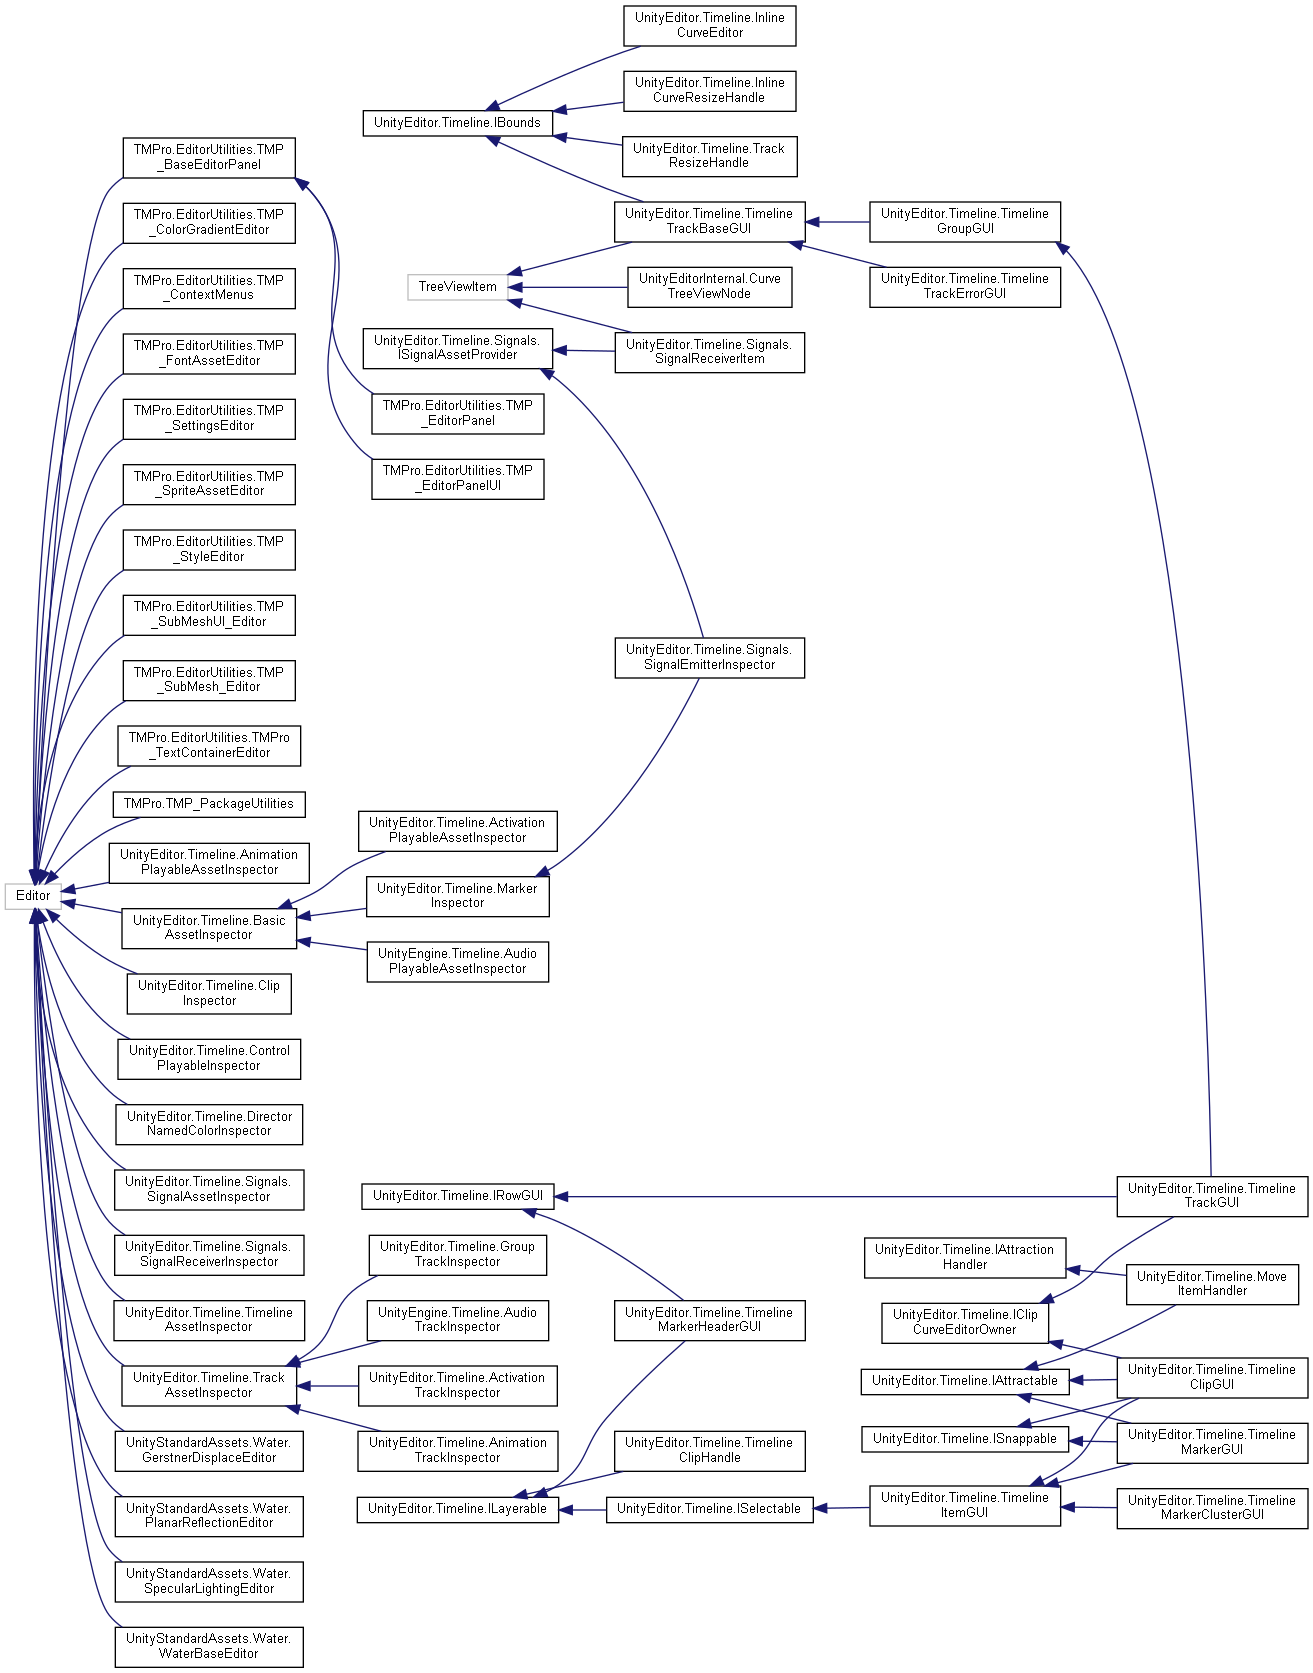 UnityEditor.Timeline.Inline
CurveEditor
UnityEditor.Timeline.Inline
CurveResizeHandle
UnityEditor.Timeline.IBounds
UnityEditor.Timeline.Track
ResizeHandle
TMPro.EditorUtilities.TMP
_BaseEditorPanel
UnityEditor.Timeline.Timeline
TrackBaseGUI
UnityEditor.Timeline.Timeline
GroupGUI
TMPro.EditorUtilities.TMP
_ColorGradientEditor
TreeViewItem
UnityEditorInternal.Curve
TreeViewNode
UnityEditor.Timeline.Timeline
TrackErrorGUI
TMPro.EditorUtilities.TMP
_ContextMenus
UnityEditor.Timeline.Signals.
ISignalAssetProvider
UnityEditor.Timeline.Signals.
SignalReceiverItem
TMPro.EditorUtilities.TMP
_FontAssetEditor
TMPro.EditorUtilities.TMP
_EditorPanel
TMPro.EditorUtilities.TMP
_SettingsEditor
TMPro.EditorUtilities.TMP
_EditorPanelUI
TMPro.EditorUtilities.TMP
_SpriteAssetEditor
TMPro.EditorUtilities.TMP
_StyleEditor
TMPro.EditorUtilities.TMP
_SubMeshUI_Editor
UnityEditor.Timeline.Signals.
SignalEmitterInspector
TMPro.EditorUtilities.TMP
_SubMesh_Editor
TMPro.EditorUtilities.TMPro
_TextContainerEditor
TMPro.TMP_PackageUtilities
UnityEditor.Timeline.Activation
PlayableAssetInspector
UnityEditor.Timeline.Animation
PlayableAssetInspector
Editor
UnityEditor.Timeline.Marker
Inspector
UnityEditor.Timeline.Basic
AssetInspector
UnityEngine.Timeline.Audio
PlayableAssetInspector
UnityEditor.Timeline.Clip
Inspector
UnityEditor.Timeline.Control
PlayableInspector
UnityEditor.Timeline.Director
NamedColorInspector
UnityEditor.Timeline.Signals.
SignalAssetInspector
UnityEditor.Timeline.IRowGUI
UnityEditor.Timeline.Timeline
TrackGUI
UnityEditor.Timeline.Signals.
SignalReceiverInspector
UnityEditor.Timeline.Group
TrackInspector
UnityEditor.Timeline.IAttraction
Handler
UnityEditor.Timeline.Move
ItemHandler
UnityEditor.Timeline.Timeline
AssetInspector
UnityEngine.Timeline.Audio
TrackInspector
UnityEditor.Timeline.Timeline
MarkerHeaderGUI
UnityEditor.Timeline.IClip
CurveEditorOwner
UnityEditor.Timeline.Track
AssetInspector
UnityEditor.Timeline.Activation
TrackInspector
UnityEditor.Timeline.IAttractable
UnityEditor.Timeline.Timeline
ClipGUI
UnityStandardAssets.Water.
GerstnerDisplaceEditor
UnityEditor.Timeline.Animation
TrackInspector
UnityEditor.Timeline.Timeline
ClipHandle
UnityEditor.Timeline.ISnappable
UnityEditor.Timeline.Timeline
MarkerGUI
UnityStandardAssets.Water.
PlanarReflectionEditor
UnityEditor.Timeline.ILayerable
UnityEditor.Timeline.ISelectable
UnityEditor.Timeline.Timeline
ItemGUI
UnityEditor.Timeline.Timeline
MarkerClusterGUI
UnityStandardAssets.Water.
SpecularLightingEditor
UnityStandardAssets.Water.
WaterBaseEditor